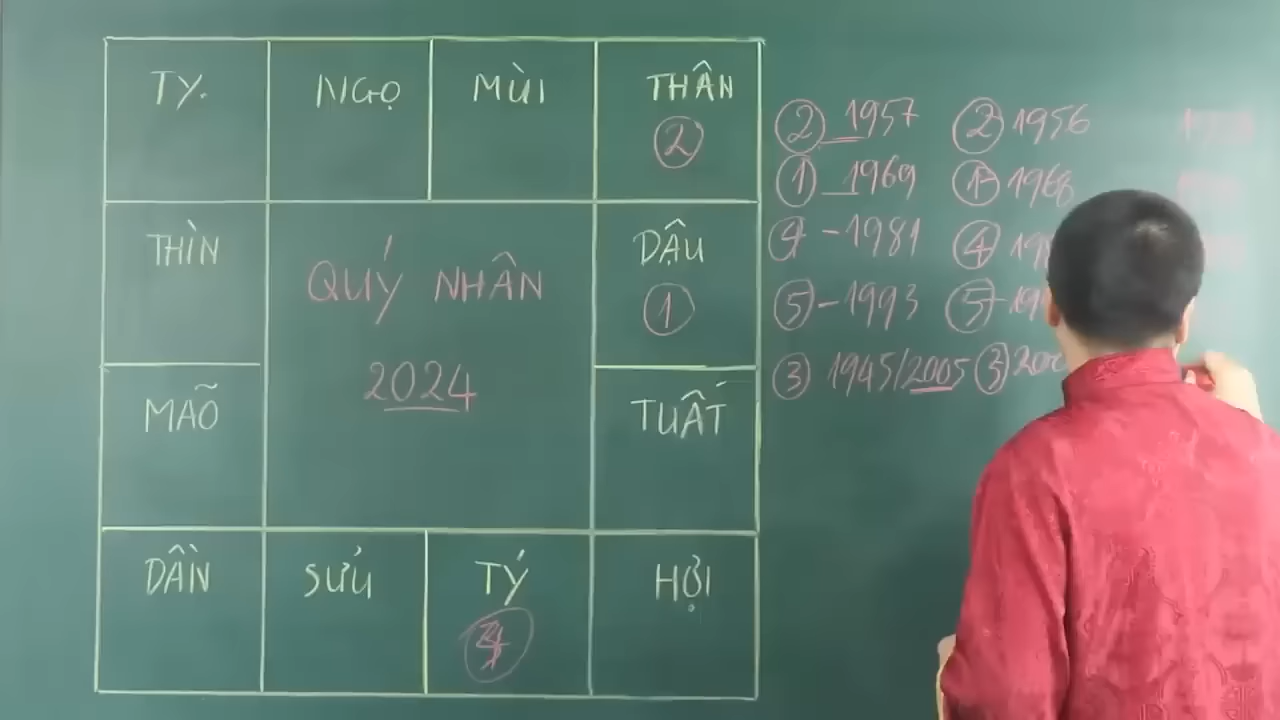 TY.
NGỌ
MÙI
THÂN
②
THÌN
DẬU
①
QUÝ NHÂN
2024
MÃO
TUẤT
DẦN
SỬU
TÝ
HỢI
② 1957
① 1969
④ - 1981
⑤ - 1993
③ 1945/2005
② 1956
① 1968
④
⑤
③